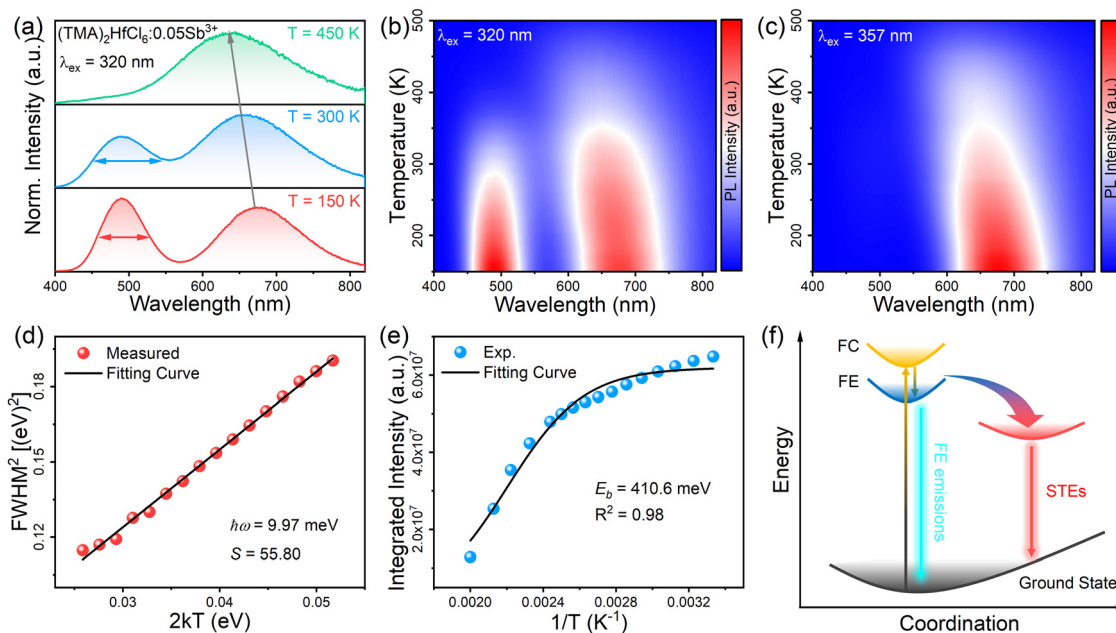 (a)
(TMA)₂HfCl₆:0.05Sb³⁺
λex = 320 nm
T = 450 K
T = 300 K
T = 150 K
Norm. Intensity (a.u.)
400 500 600 700 800
Wavelength (nm)
(b)
λex = 320 nm
Temperature (K)
500
400
300
200
400 500 600 700 800
Wavelength (nm)
PL Intensity (a.u.)
(c)
λex = 357 nm
Temperature (K)
500
400
300
200
400 500 600 700 800
Wavelength (nm)
PL Intensity (a.u.)
(d)
Measured
Fitting Curve
FWHM² [(eV)²]
0.18
0.15
0.12
ħω = 9.97 meV
S = 55.80
0.03 0.04 0.05
2kT (eV)
(e)
Exp.
Fitting Curve
Integrated Intensity (a.u.)
6.0x10⁷
4.0x10⁷
2.0x10⁷
Eb = 410.6 meV
R² = 0.98
0.0020 0.0024 0.0028 0.0032
1/T (K⁻¹)
(f)
FC
FE
FE emissions
STEs
Ground State
Energy
Coordination